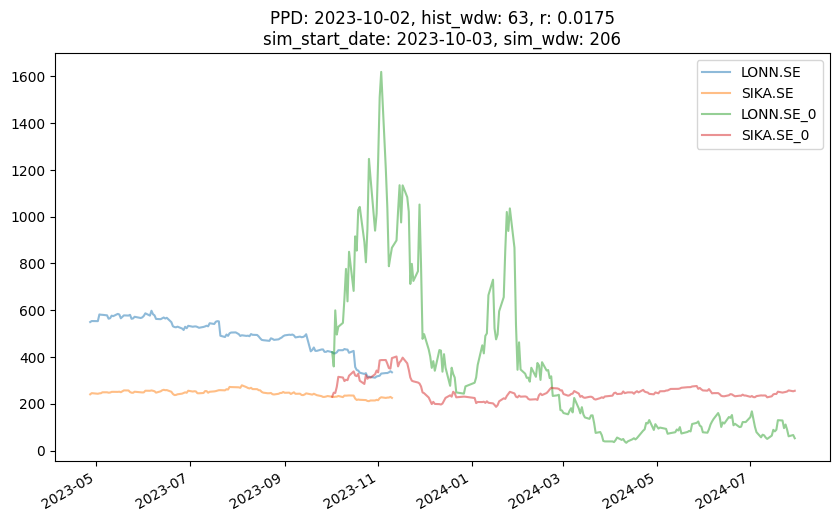 PPD: 2023-10-02, hist_wdw: 63, r: 0.0175
sim_start_date: 2023-10-03, sim_wdw: 206
LONN.SE
SIKA.SE
LONN.SE_0
SIKA.SE_0
1600
1400
1200
1000
800
600
400
200
0
2023-05
2023-07
2023-09
2023-11
2024-01
2024-03
2024-05
2024-07